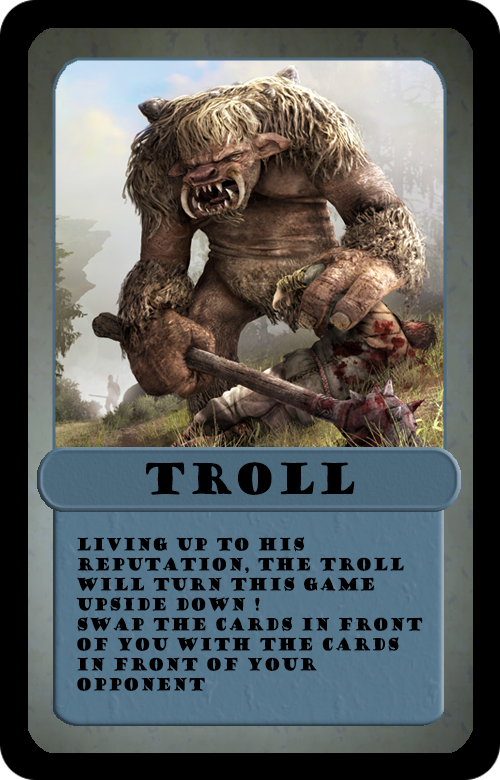 TROLL
LIVING UP TO HIS
REPUTATION, THE TROLL
WILL TURN THIS GAME
UPSIDE DOWN !
SWAP THE CARDS IN FRONT
OF YOU WITH THE CARDS
IN FRONT OF YOUR
OPPONENT